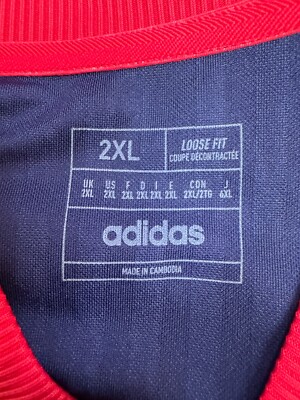 2XL
LOOSE FIT
COUPE DÉCONTRACTÉE
UK US F D I E CON J
2XL 2XL 2XL 2XL 2XL 2XL 2XL/2TG 6XL
adidas
MADE IN CAMBODIA